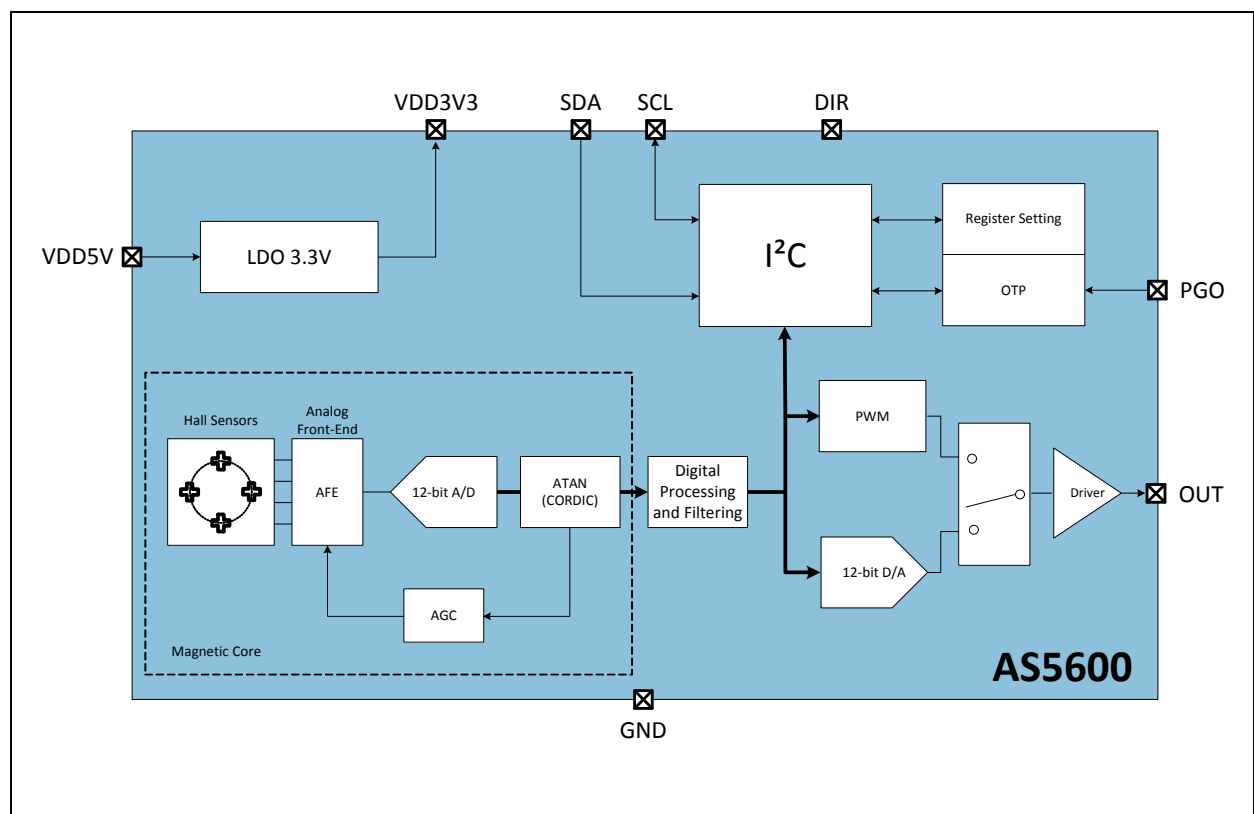 VDD3V3
SDA
SCL
DIR
VDD5V
LDO 3.3V
I²C
Register Setting
OTP
PGO
Hall Sensors
Analog
Front-End
AFE
12-bit A/D
ATAN
(CORDIC)
Digital
Processing
and Filtering
PWM
12-bit D/A
Driver
OUT
AGC
Magnetic Core
AS5600
GND